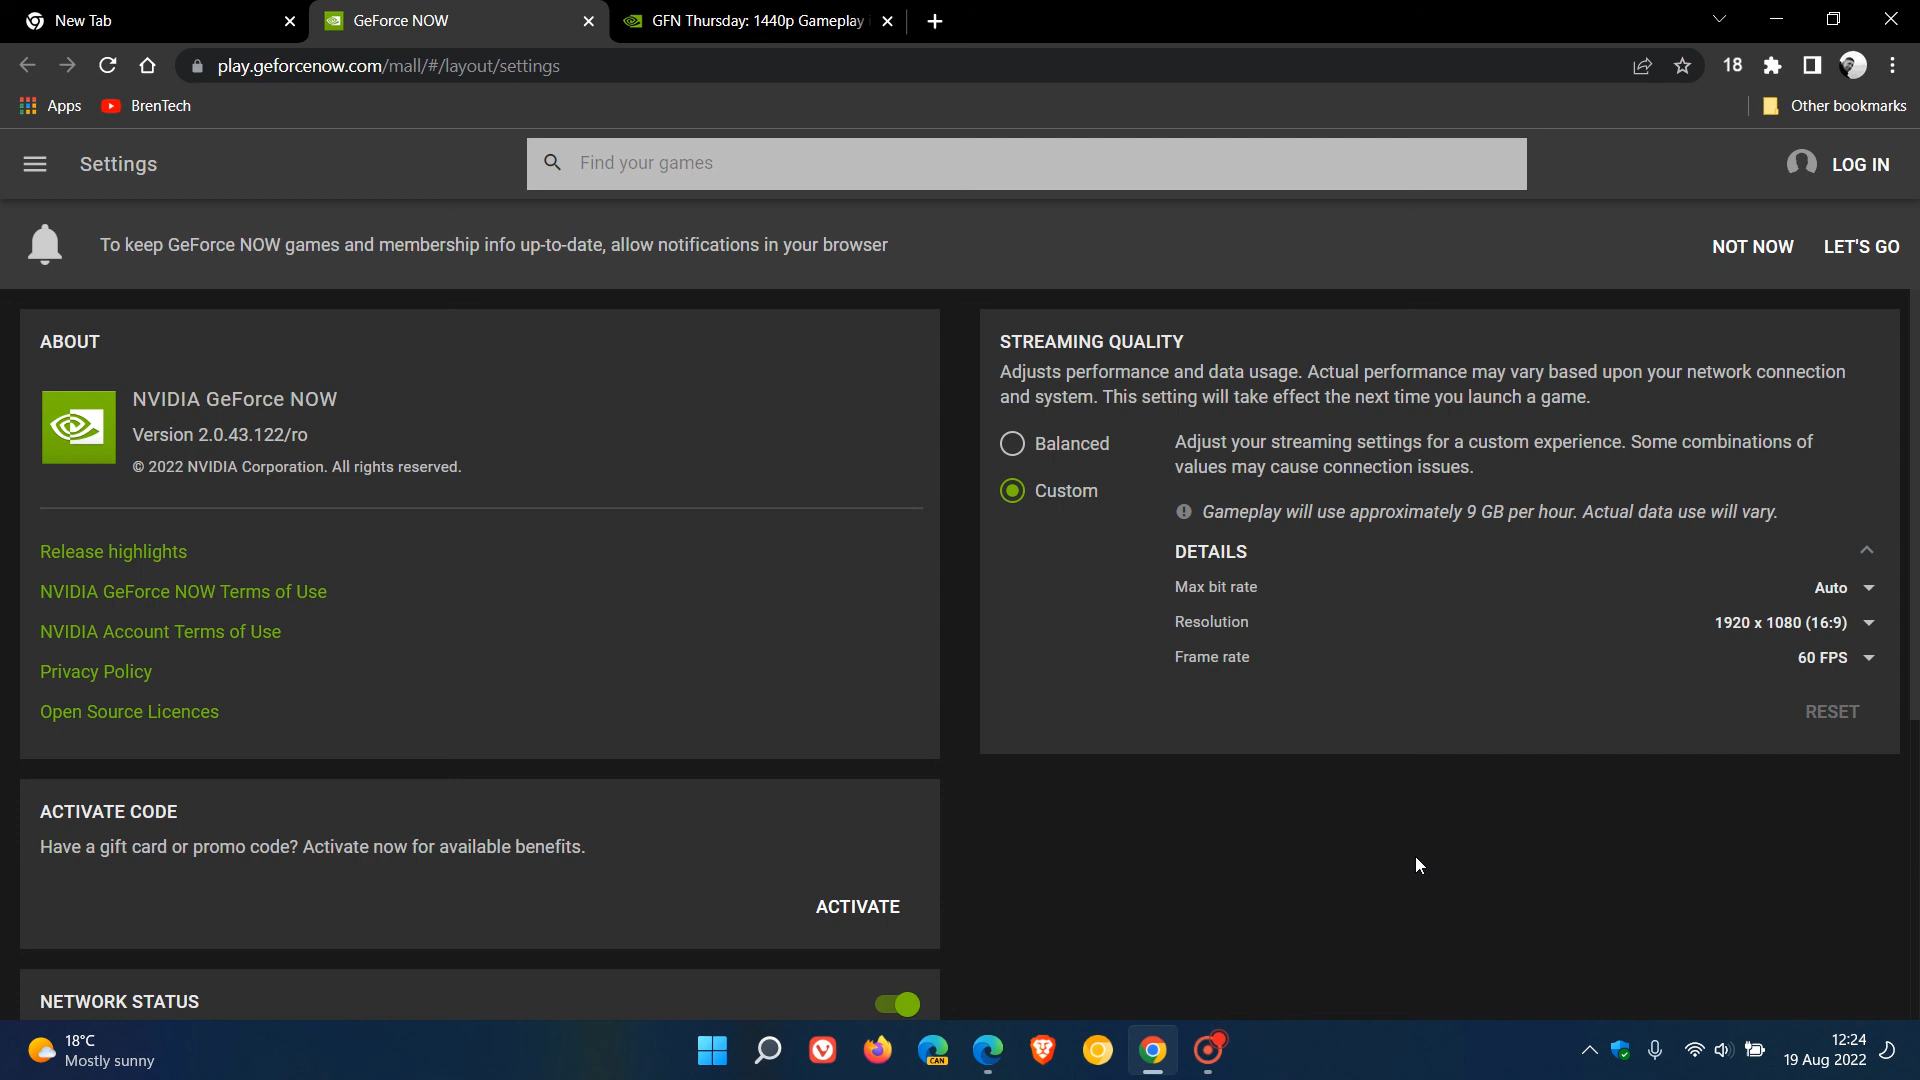 New Tab
GeForce NOW
GFN Thursday: 1440p Gameplay
play.geforcenow.com/mall/#/layout/settings
18
Apps
BrenTech
Other bookmarks
Settings
Find your games
LOG IN
To keep GeForce NOW games and membership info up-to-date, allow notifications in your browser
NOT NOW
LET'S GO
ABOUT
NVIDIA GeForce NOW
Version 2.0.43.122/ro
© 2022 NVIDIA Corporation. All rights reserved.
Release highlights
NVIDIA GeForce NOW Terms of Use
NVIDIA Account Terms of Use
Privacy Policy
Open Source Licences
ACTIVATE CODE
Have a gift card or promo code? Activate now for available benefits.
ACTIVATE
NETWORK STATUS
STREAMING QUALITY
Adjusts performance and data usage. Actual performance may vary based upon your network connection
and system. This setting will take effect the next time you launch a game.
Balanced
Custom
Adjust your streaming settings for a custom experience. Some combinations of
values may cause connection issues.
Gameplay will use approximately 9 GB per hour. Actual data use will vary.
DETAILS
Max bit rate
Auto
Resolution
1920 x 1080 (16:9)
Frame rate
60 FPS
RESET
18°C
Mostly sunny
CAN
12:24
19 Aug 2022